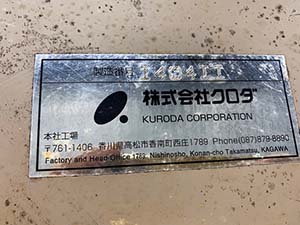 製造番号 1494IT
株式会社クロダ
KURODA CORPORATION
本社工場
〒761-1406 香川県高松市香南町西庄1789 Phone(087)879-8890
Factory and Head Office 1789, Nishinosho, Konan-cho Takamatsu, KAGAWA